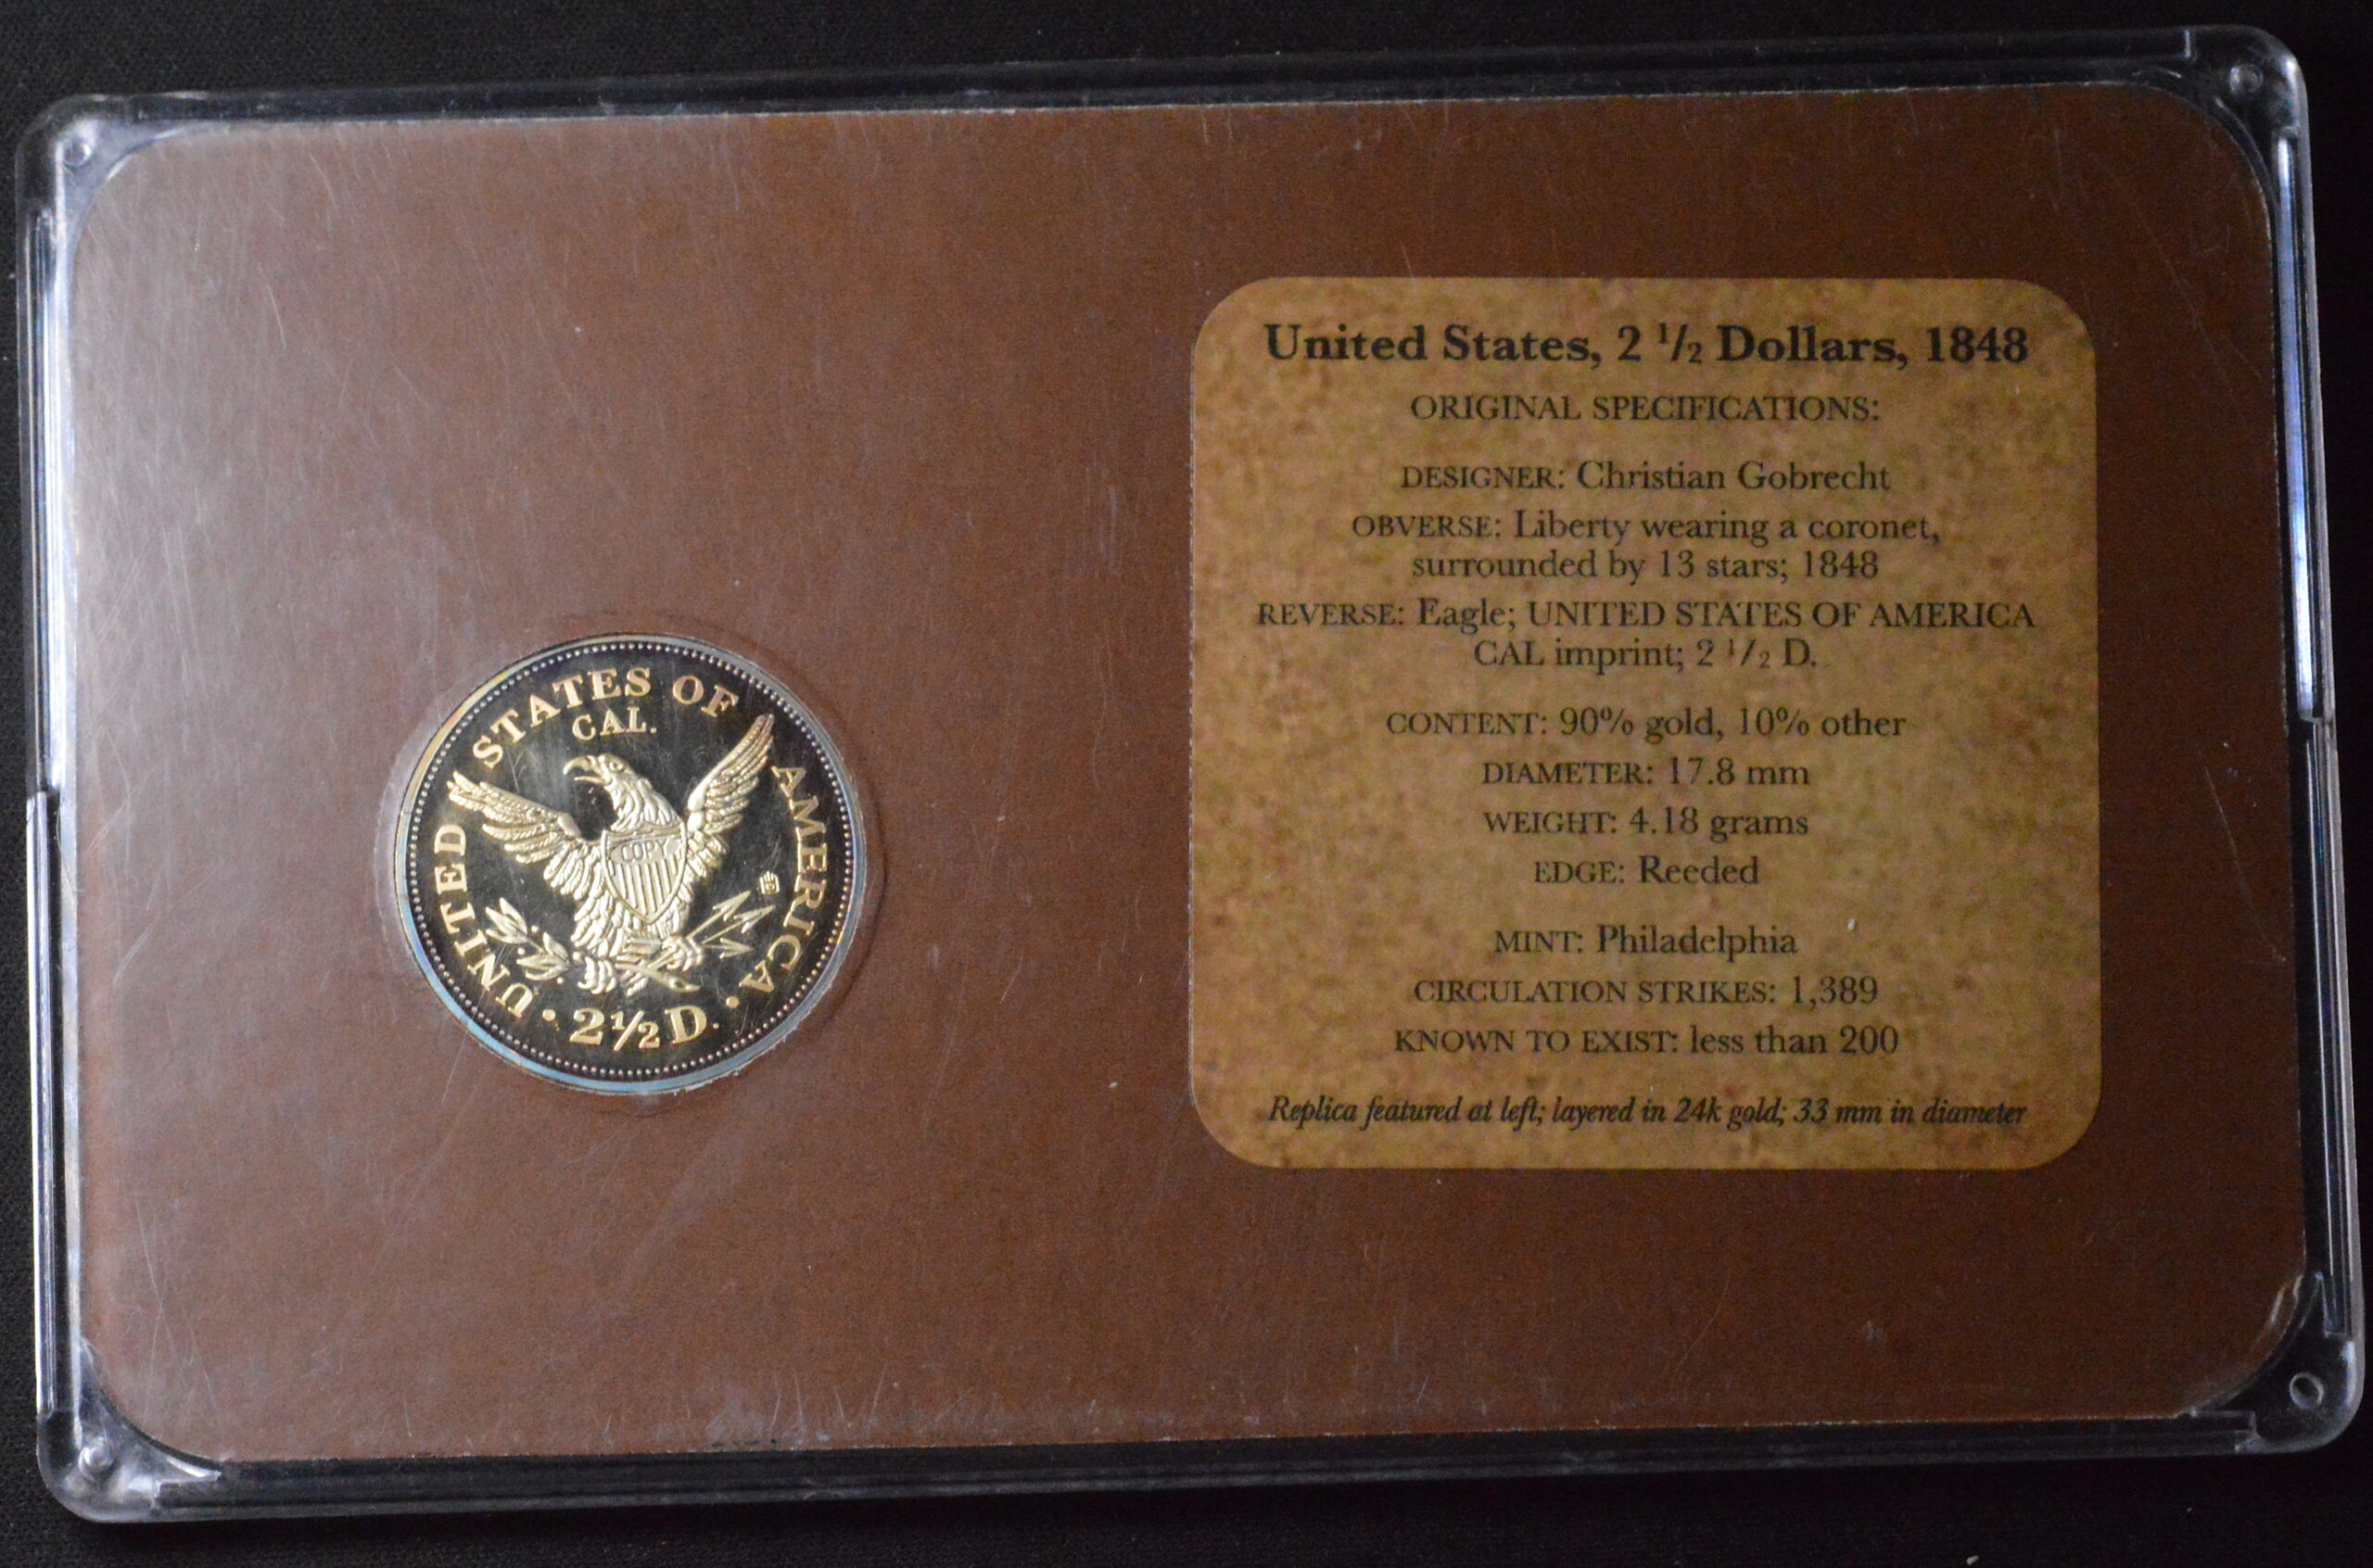 UNITED STATES OF AMERICA
CAL.
COPY
2 1/2 D.
United States, 2 1/2 Dollars, 1848
ORIGINAL SPECIFICATIONS:
DESIGNER: Christian Gobrecht
OBVERSE: Liberty wearing a coronet,
surrounded by 13 stars; 1848
REVERSE: Eagle; UNITED STATES OF AMERICA
CAL imprint; 2 1/2 D.
CONTENT: 90% gold, 10% other
DIAMETER: 17.8 mm
WEIGHT: 4.18 grams
EDGE: Reeded
MINT: Philadelphia
CIRCULATION STRIKES: 1,389
KNOWN TO EXIST: less than 200
Replica featured at left; layered in 24k gold; 33 mm in diameter